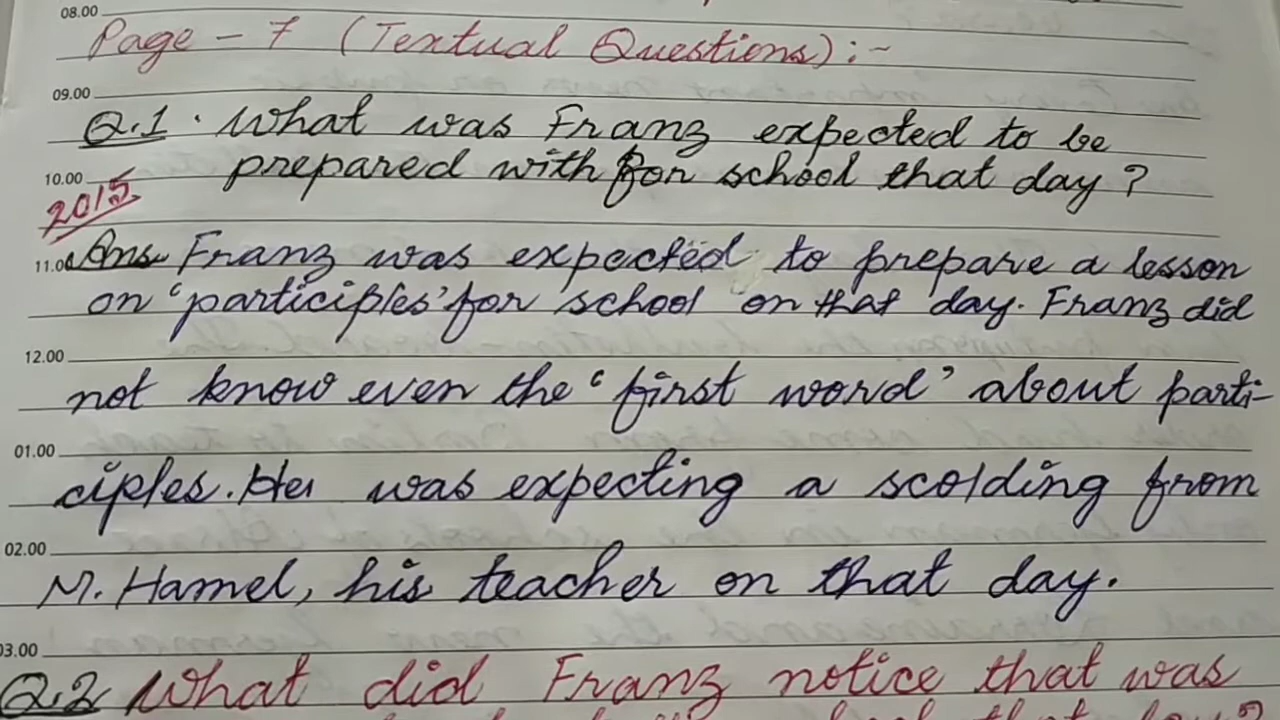 08.00
Page - 7 (Textual Questions) :-
09.00
Q.1 . What was Franz expected to be
prepared with for school that day ?
10.00
2015
11.00 Ans. Franz was expected to prepare a lesson
on 'participles' for school on that day. Franz did
12.00
not know even the 'first word' about parti-
01.00
ciples. He was expecting a scolding from
02.00
M. Hamel, his teacher on that day.
03.00
Q.2 What did Franz notice that was